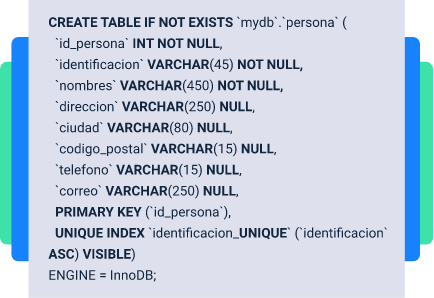 CREATE TABLE IF NOT EXISTS `mydb`.`persona` (
`id_persona` INT NOT NULL,
`identificacion` VARCHAR(45) NOT NULL,
`nombres` VARCHAR(450) NOT NULL,
`direccion` VARCHAR(250) NULL,
`ciudad` VARCHAR(80) NULL,
`codigo_postal` VARCHAR(15) NULL,
`telefono` VARCHAR(15) NULL,
`correo` VARCHAR(250) NULL,
PRIMARY KEY (`id_persona`),
UNIQUE INDEX `identificacion_UNIQUE` (`identificacion`
ASC) VISIBLE)
ENGINE = InnoDB;